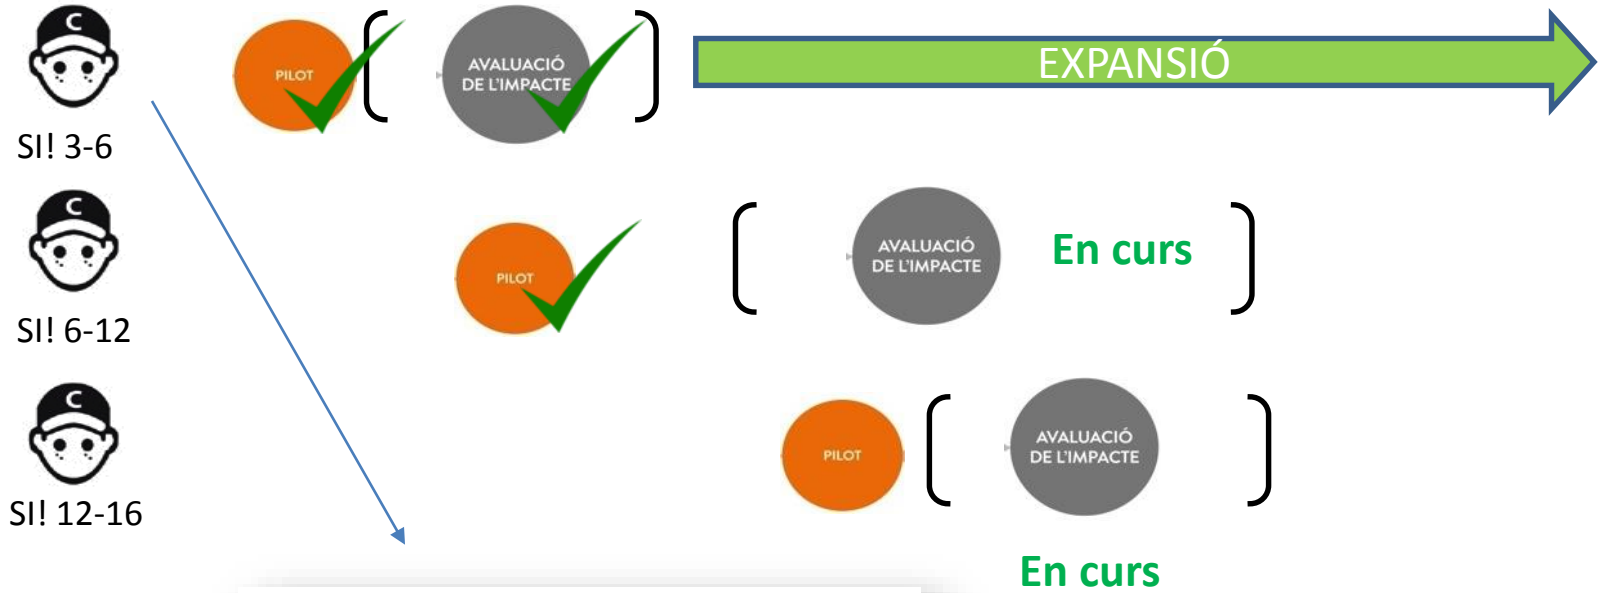 C
PILOT
AVALUACIÓ
DE L'IMPACTE
EXPANSIÓ
SI! 3-6
C
PILOT
AVALUACIÓ
DE L'IMPACTE
En curs
SI! 6-12
C
PILOT
AVALUACIÓ
DE L'IMPACTE
SI! 12-16
En curs